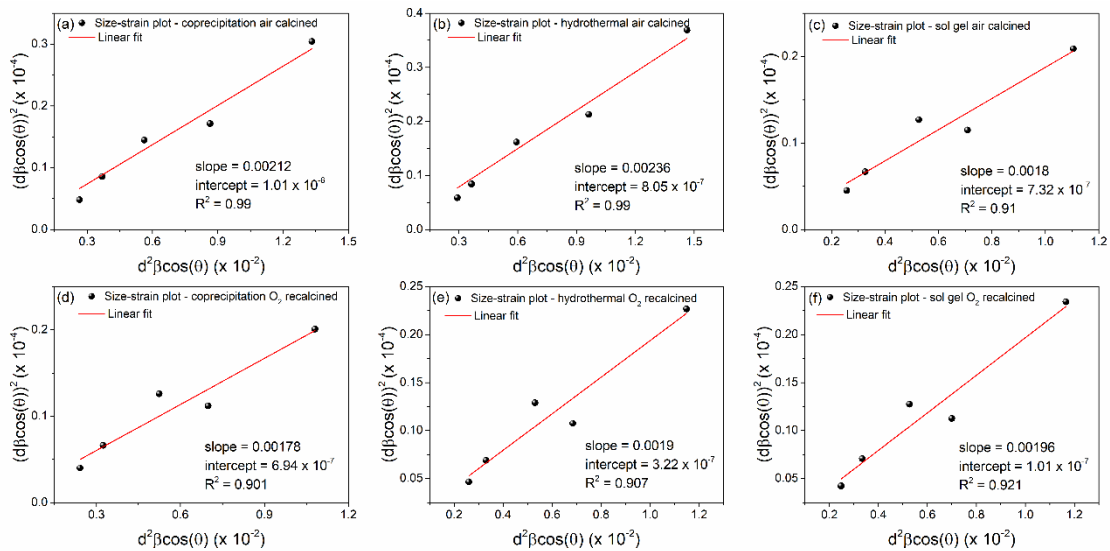 (a) Size-strain plot - coprecipitation air calcined
Linear fit
(dβcos(θ))² (x 10⁻⁴)
0.3
0.2
0.1
0.0
slope = 0.00212
intercept = 1.01 x 10⁻⁶
R² = 0.99
0.3 0.6 0.9 1.2 1.5
d²βcos(θ) (x 10⁻²)
(b) Size-strain plot - hydrothermal air calcined
Linear fit
(dβcos(θ))² (x 10⁻⁴)
0.4
0.3
0.2
0.1
0.0
slope = 0.00236
intercept = 8.05 x 10⁻⁷
R² = 0.99
0.3 0.6 0.9 1.2 1.5
d²βcos(θ) (x 10⁻²)
(c) Size-strain plot - sol gel air calcined
Linear fit
(dβcos(θ))² (x 10⁻⁴)
0.2
0.1
0.0
slope = 0.0018
intercept = 7.32 x 10⁻⁷
R² = 0.91
0.2 0.4 0.6 0.8 1.0 1.2
d²βcos(θ) (x 10⁻²)
(d) Size-strain plot - coprecipitation O₂ recalcined
Linear fit
(dβcos(θ))² (x 10⁻⁴)
0.2
0.1
0.0
slope = 0.00178
intercept = 6.94 x 10⁻⁷
R² = 0.901
0.3 0.6 0.9 1.2
d²βcos(θ) (x 10⁻²)
(e) Size-strain plot - hydrothermal O₂ recalcined
Linear fit
(dβcos(θ))² (x 10⁻⁴)
0.25
0.20
0.15
0.10
0.05
slope = 0.0019
intercept = 3.22 x 10⁻⁷
R² = 0.907
0.2 0.4 0.6 0.8 1.0 1.2
d²βcos(θ) (x 10⁻²)
(f) Size-strain plot - sol gel O₂ recalcined
Linear fit
(dβcos(θ))² (x 10⁻⁴)
0.25
0.20
0.15
0.10
0.05
slope = 0.00196
intercept = 1.01 x 10⁻⁷
R² = 0.921
0.2 0.4 0.6 0.8 1.0 1.2
d²βcos(θ) (x 10⁻²)